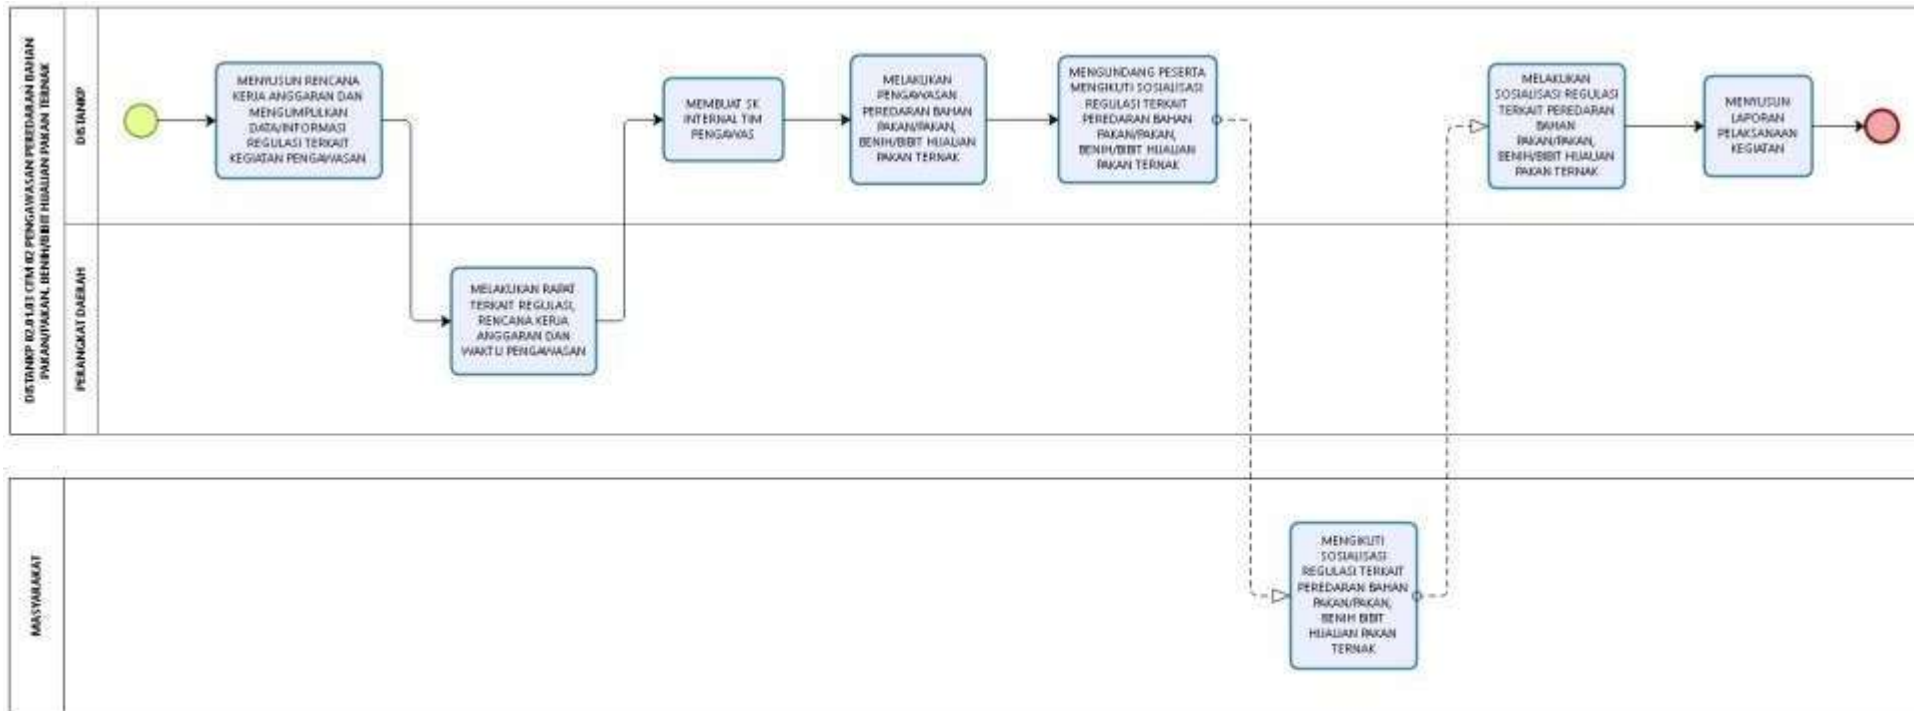 DISTANKP 02.01.03 CFM 02 PENGAWASAN PEREDARAN BAHAN
PAKAN/PAKAN, BENIH/BIBIT HIJAUAN PAKAN TERNAK
DISTANKP
MENYUSUN RENCANA
KERJA ANGGARAN DAN
MENGUMPULKAN
DATA/INFORMASI
REGULASI TERKAIT
KEGIATAN PENGAWASAN
MEMBUAT SK
INTERNAL TIM
PENGAWAS
MELAKUKAN
PENGAWASAN
PEREDARAN BAHAN
PAKAN/PAKAN,
BENIH/BIBIT HIJAUAN
PAKAN TERNAK
MENGUNDANG PESERTA
MENGIKUTI SOSIALISASI
REGULASI TERKAIT
PEREDARAN BAHAN
PAKAN/PAKAN,
BENIH/BIBIT HIJAUAN
PAKAN TERNAK
MELAKUKAN
SOSIALISASI REGULASI
TERKAIT PEREDARAN
BAHAN
PAKAN/PAKAN,
BENIH/BIBIT HIJAUAN
PAKAN TERNAK
MENYUSUN
LAPORAN
PELAKSANAAN
KEGIATAN
PERANGKAT DAERAH
MELAKUKAN RAPAT
TERKAIT REGULASI,
RENCANA KERJA
ANGGARAN DAN
WAKTU PENGAWASAN
MASYARAKAT
MENGIKUTI
SOSIALISASI
REGULASI TERKAIT
PEREDARAN BAHAN
PAKAN/PAKAN,
BENIH BIBIT
HIJAUAN PAKAN
TERNAK